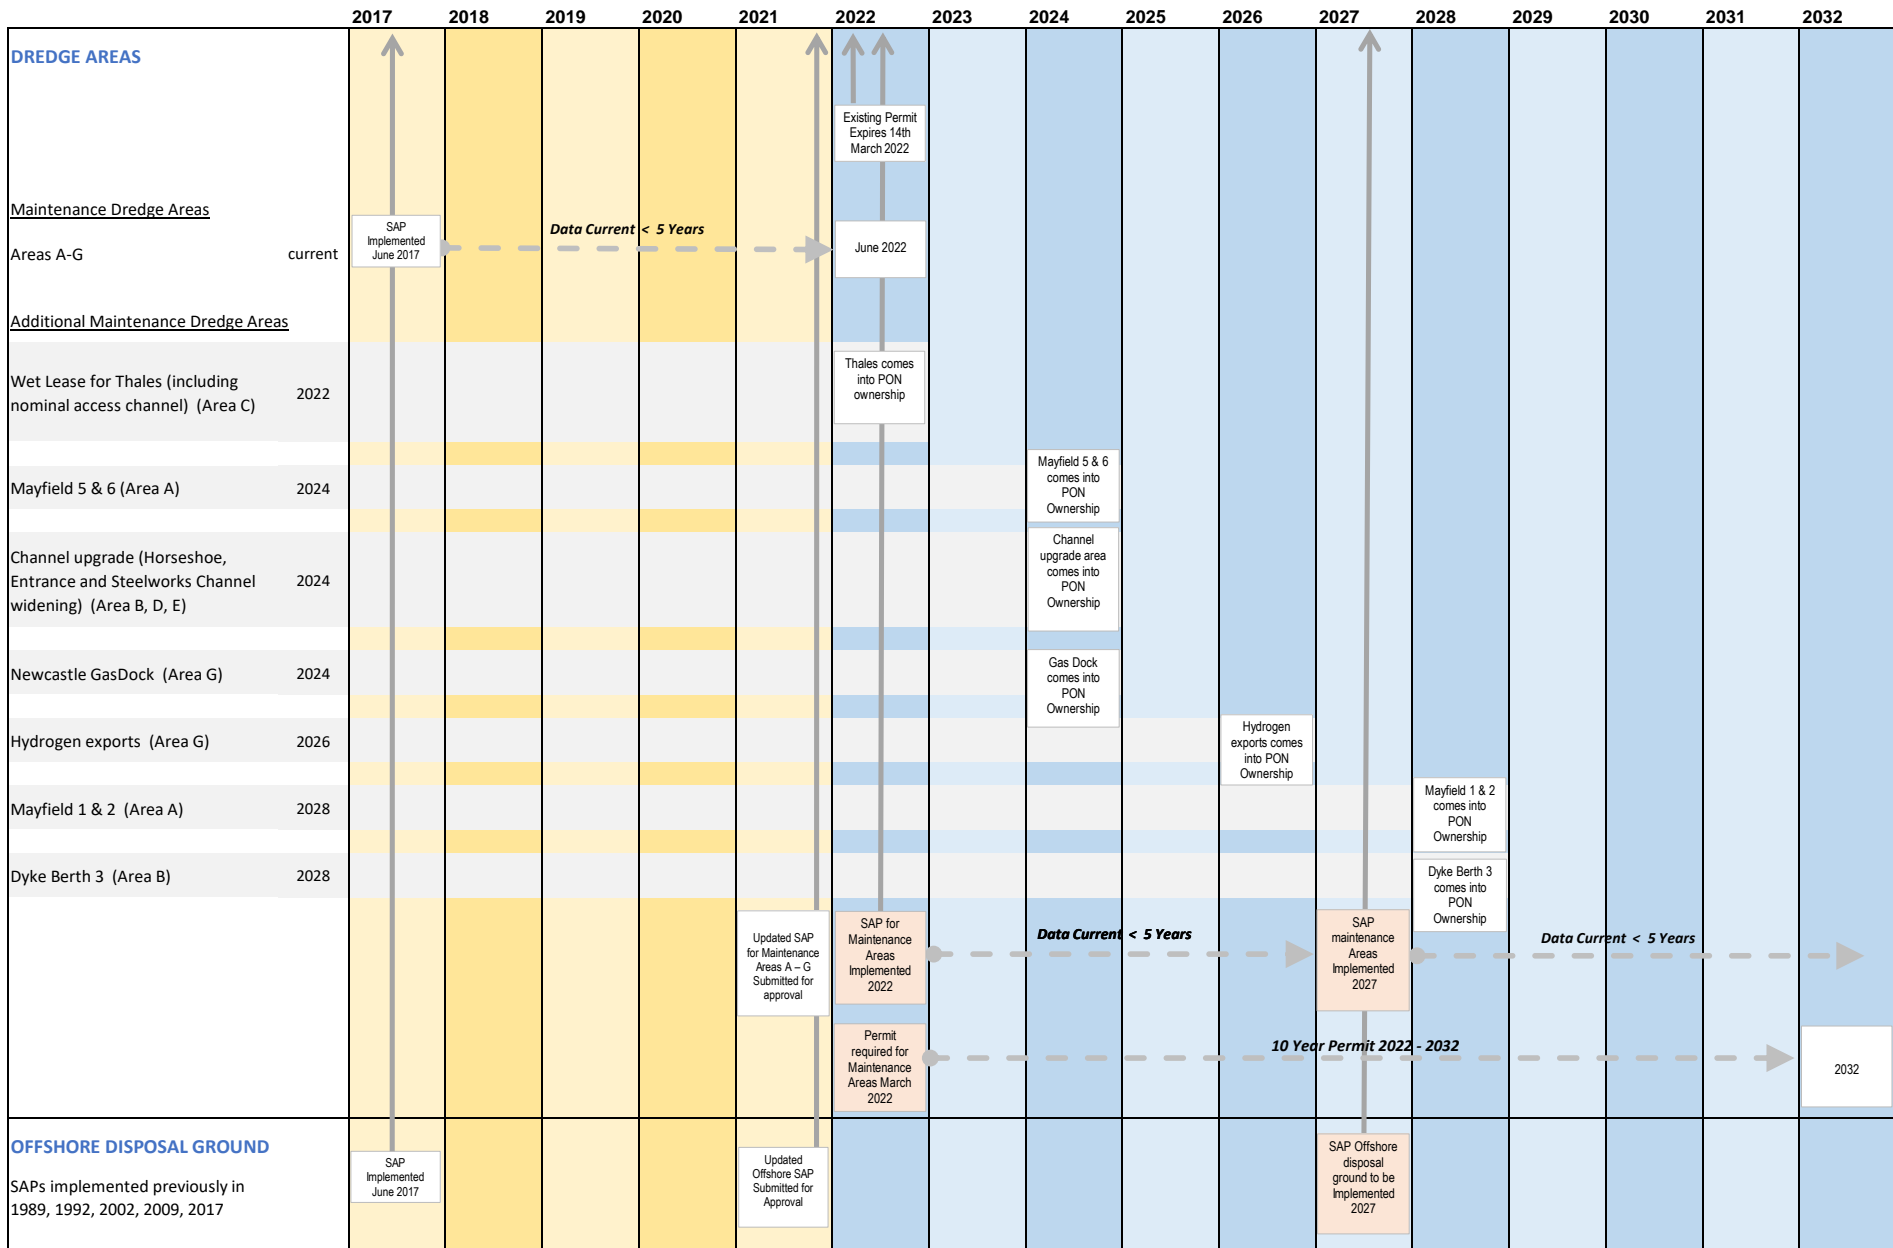 2017 2018 2019 2020 2021 2022 2023 2024 2025 2026 2027 2028 2029 2030 2031 2032
DREDGE AREAS
Existing Permit
Expires 14th
March 2022
Maintenance Dredge Areas
Areas A-G current
SAP
Implemented
June 2017
Data Current < 5 Years
June 2022
Additional Maintenance Dredge Areas
Wet Lease for Thales (including
nominal access channel) (Area C)
2022
Thales comes
into PON
ownership
Mayfield 5 & 6 (Area A) 2024
Mayfield 5 & 6
comes into
PON
Ownership
Channel upgrade (Horseshoe,
Entrance and Steelworks Channel
widening) (Area B, D, E)
2024
Channel
upgrade area
comes into
PON
Ownership
Newcastle GasDock (Area G) 2024
Gas Dock
comes into
PON
Ownership
Hydrogen exports (Area G) 2026
Hydrogen
exports comes
into PON
Ownership
Mayfield 1 & 2 (Area A) 2028
Mayfield 1 & 2
comes into
PON
Ownership
Dyke Berth 3 (Area B) 2028
Dyke Berth 3
comes into
PON
Ownership
Updated SAP
for Maintenance
Areas A – G
Submitted for
approval
SAP for
Maintenance
Areas
Implemented
2022
Data Current < 5 Years
SAP
maintenance
Areas
Implemented
2027
Data Current < 5 Years
Permit
required for
Maintenance
Areas March
2022
10 Year Permit 2022 - 2032
2032
OFFSHORE DISPOSAL GROUND
SAPs implemented previously in
1989, 1992, 2002, 2009, 2017
SAP
Implemented
June 2017
Updated
Offshore SAP
Submitted for
Approval
SAP Offshore
disposal
ground to be
Implemented
2027